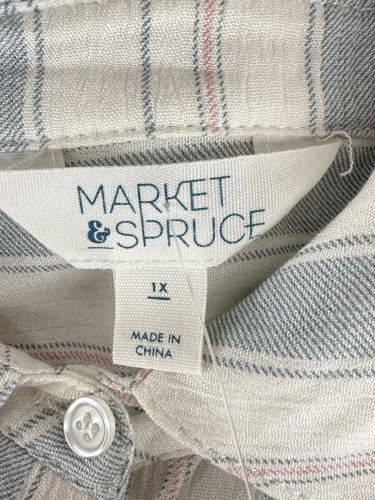 MARKET
& SPRUCE
1X
MADE IN
CHINA